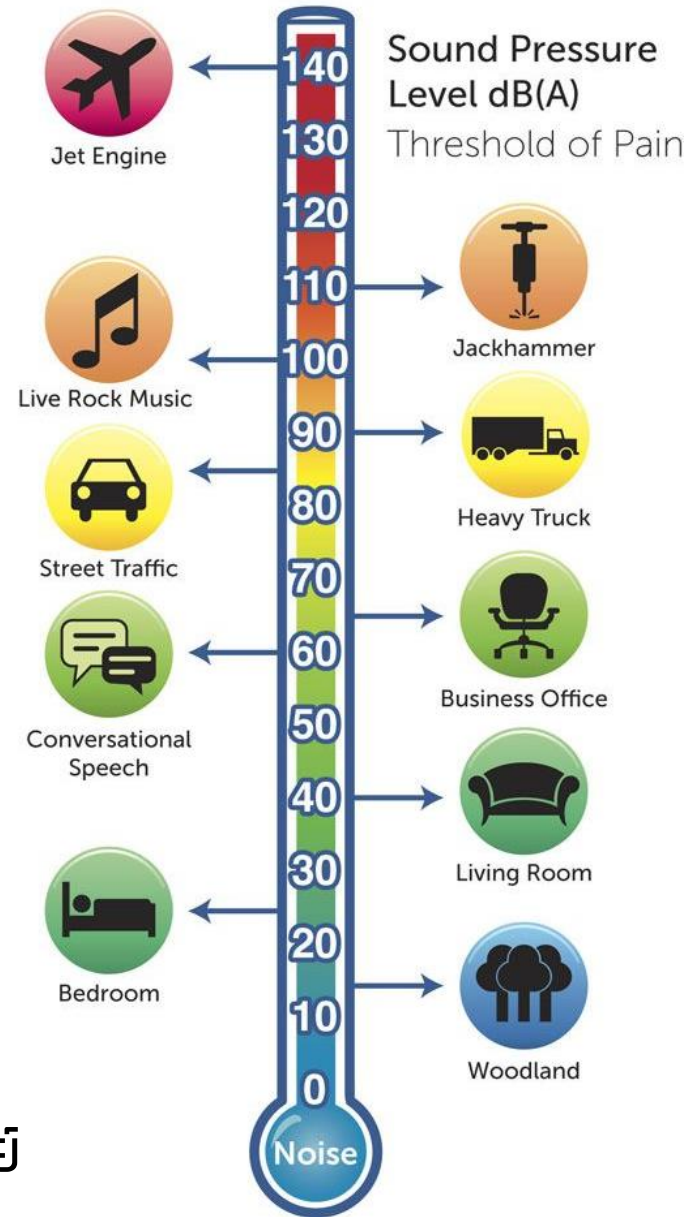 Sound Pressure
Level dB(A)
Threshold of Pain
140
130
120
110
100
90
80
70
60
50
40
30
20
10
0
Noise
Jet Engine
Live Rock Music
Street Traffic
Conversational
Speech
Bedroom
Jackhammer
Heavy Truck
Business Office
Living Room
Woodland